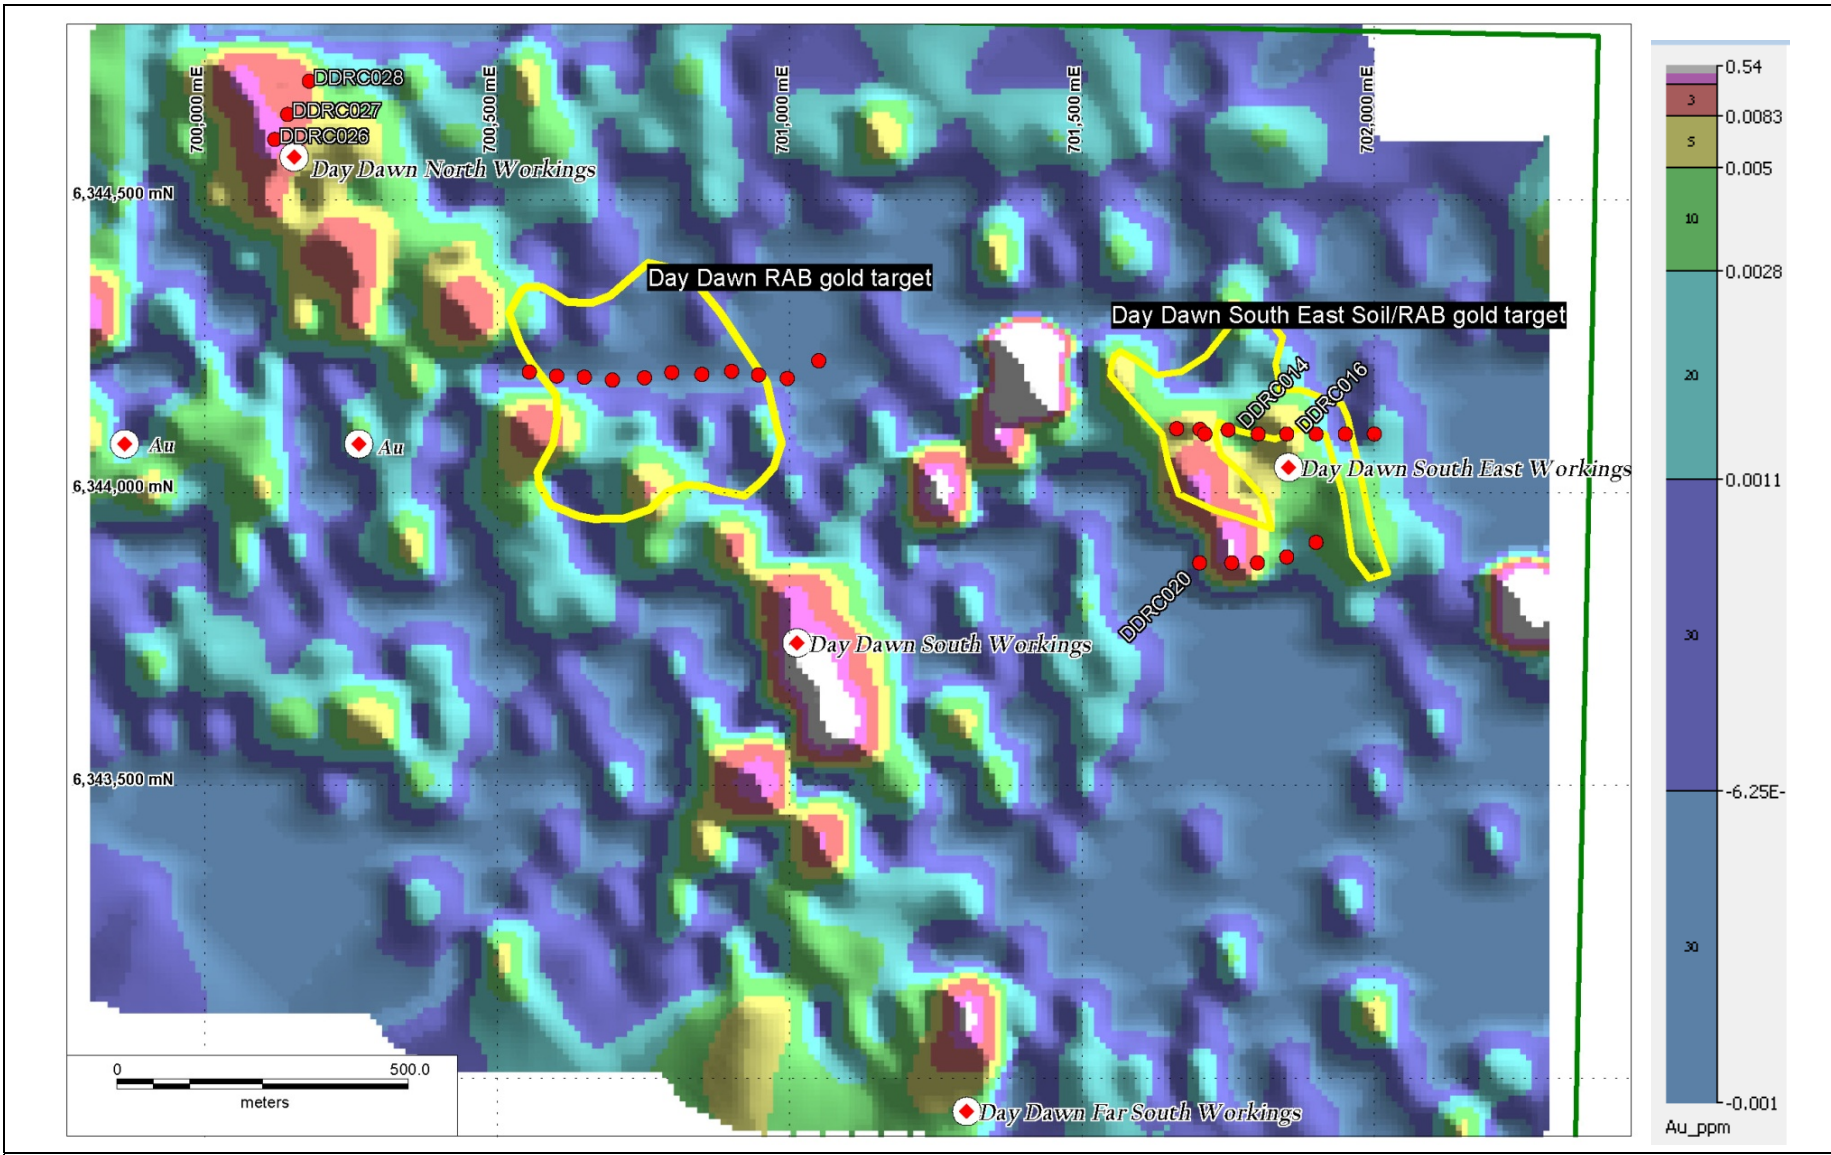 700,000 mE
700,500 mE
701,000 mE
701,500 mE
702,000 mE
DDRC028
DDRC027
DDRC026
Day Dawn North Workings
6,344,500 mN
Day Dawn RAB gold target
Day Dawn South East Soil/RAB gold target
DDRC014
DDRC016
Au
Au
Day Dawn South East Workings
6,344,000 mN
DDRC020
Day Dawn South Workings
6,343,500 mN
0 500.0
meters
Day Dawn Far South Workings
0.54
3
0.0083
5
0.005
10
0.0028
20
0.0011
30
-6.25E-
30
-0.001
Au_ppm